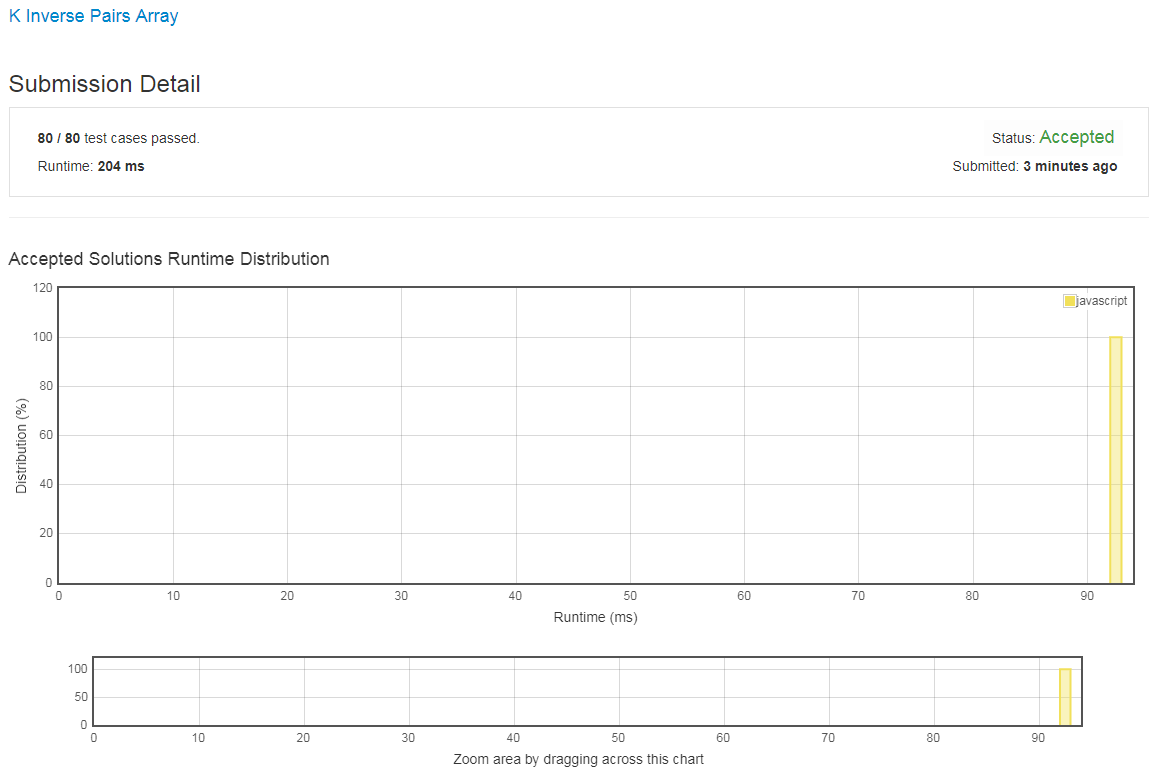 K Inverse Pairs Array
Submission Detail
80 / 80 test cases passed.
Status: Accepted
Runtime: 204 ms
Submitted: 3 minutes ago
Accepted Solutions Runtime Distribution
120
100
80
60
40
20
0
Distribution (%)
javascript
0 10 20 30 40 50 60 70 80 90
Runtime (ms)
100
50
0
0 10 20 30 40 50 60 70 80 90
Zoom area by dragging across this chart